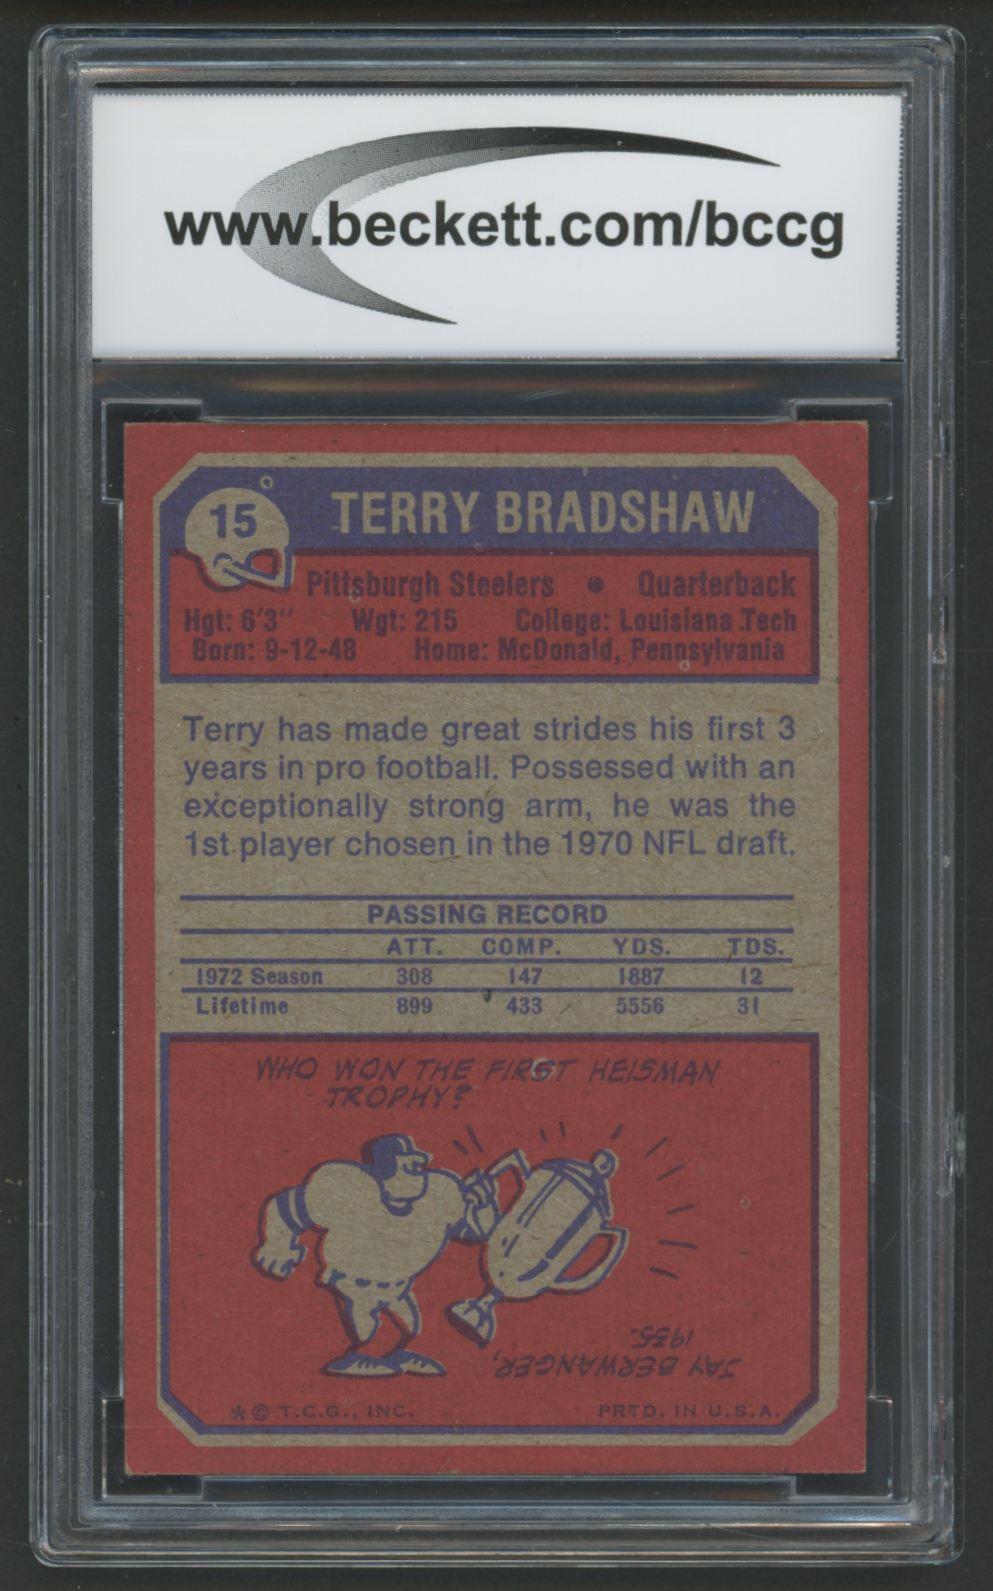 www.beckett.com/bccg
15
TERRY BRADSHAW
Pittsburgh Steelers • Quarterback
Hgt: 6'3" Wgt: 215 College: Louisiana Tech
Born: 9-12-48 Home: McDonald, Pennsylvania
Terry has made great strides his first 3
years in pro football. Possessed with an
exceptionally strong arm, he was the
1st player chosen in the 1970 NFL draft.
PASSING RECORD
ATT. COMP. YDS. TDS.
1972 Season 308 147 1887 12
Lifetime 899 433 5556 31
WHO WON THE FIRST HEISMAN
TROPHY?
JAY BERWANGER,
1935.
* © T.C.G., INC. PRTD. IN U.S.A.